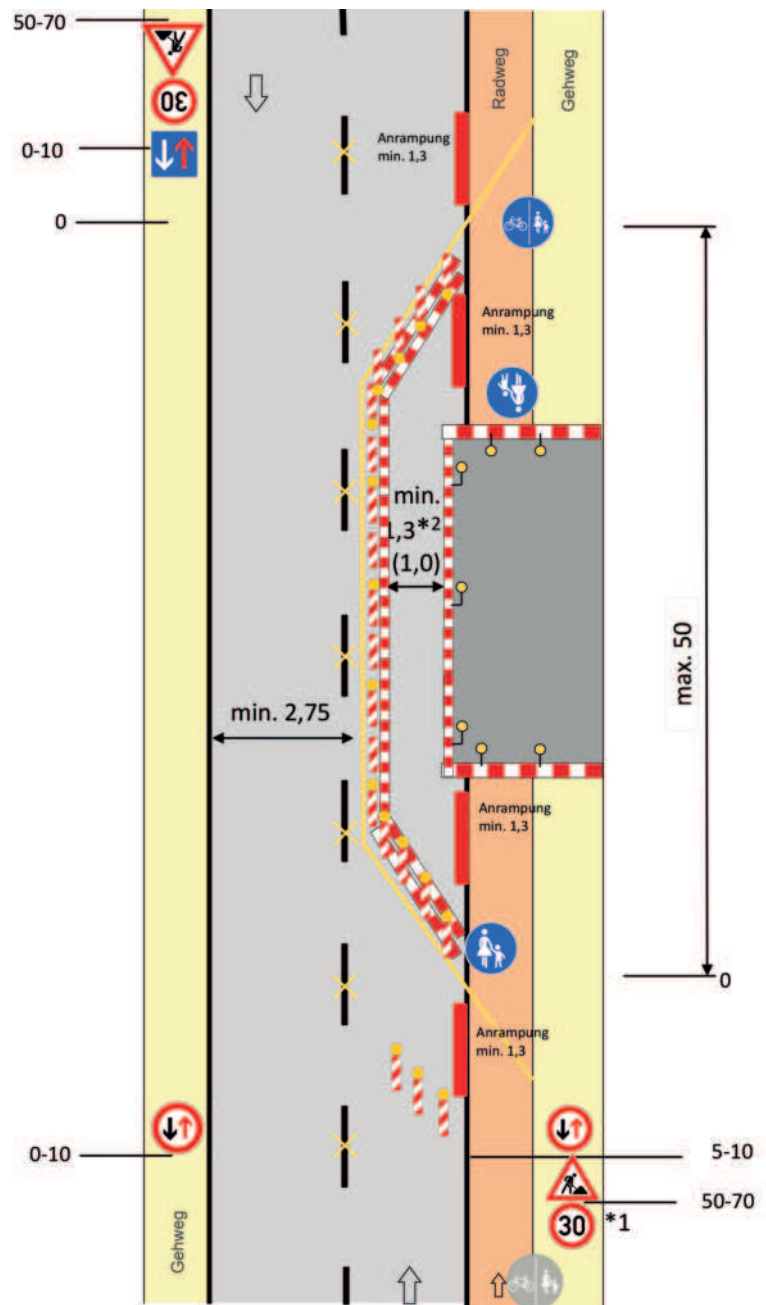 50-70
30
0-10
0
Anrampung
min. 1,3
Radweg
Gehweg
Anrampung
min. 1,3
min.
1,3*2
(1,0)
max. 50
min. 2,75
Anrampung
min. 1,3
0
Anrampung
min. 1,3
0-10
5-10
50-70
30 *1
Gehweg